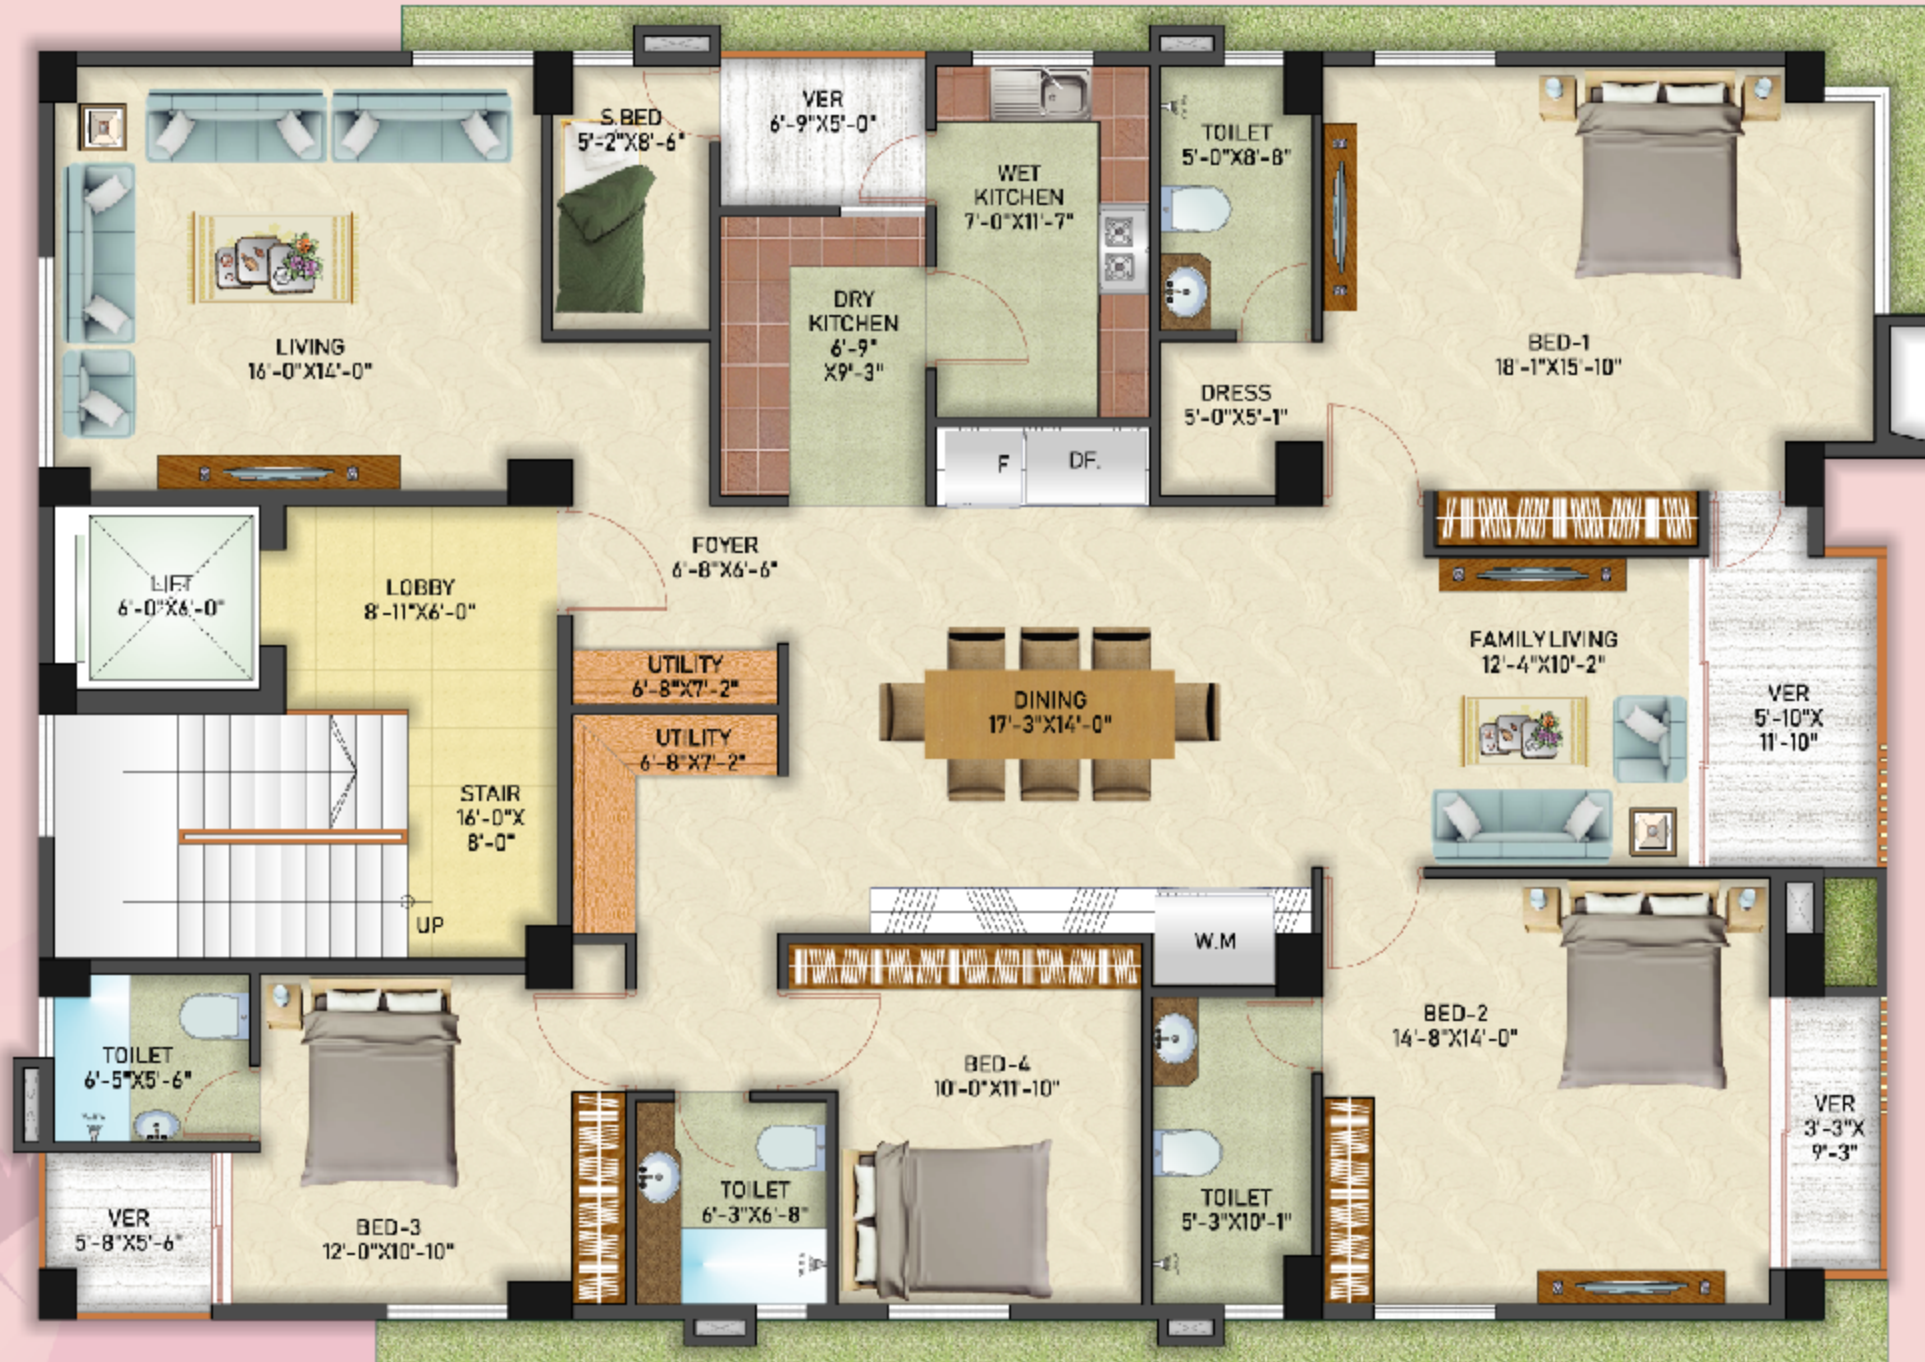 S.BED
5'-2"X8'-6"
VER
6'-9"X5'-0"
WET
KITCHEN
7'-0"X11'-7"
TOILET
5'-0"X8'-8"
DRY
KITCHEN
6'-9"
X9'-3"
LIVING
16'-0"X14'-0"
BED-1
18'-1"X15'-10"
DRESS
5'-0"X5'-1"
F
DF.
FOYER
6'-8"X6'-6"
LIFT
6'-0"X6'-0"
LOBBY
8'-11"X6'-0"
UTILITY
6'-8"X7'-2"
DINING
17'-3"X14'-0"
FAMILY LIVING
12'-4"X10'-2"
VER
5'-10"X
11'-10"
UTILITY
6'-8"X7'-2"
STAIR
16'-0"X
8'-0"
UP
W.M
TOILET
6'-5"X5'-6"
BED-4
10'-0"X11'-10"
BED-2
14'-8"X14'-0"
VER
3'-3"X
9'-3"
TOILET
6'-3"X6'-8"
TOILET
5'-3"X10'-1"
VER
5'-8"X5'-6"
BED-3
12'-0"X10'-10"